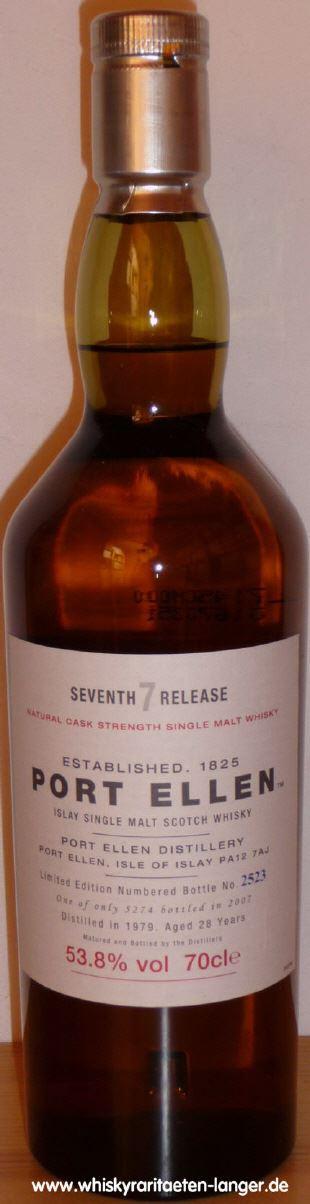 SEVENTH 7 RELEASE
NATURAL CASK STRENGTH SINGLE MALT WHISKY
ESTABLISHED. 1825
PORT ELLEN™
ISLAY SINGLE MALT SCOTCH WHISKY
PORT ELLEN DISTILLERY
PORT ELLEN, ISLE OF ISLAY PA12 7AJ
Limited Edition Numbered Bottle No. 2523
One of only 5274 bottled in 2007
Distilled in 1979. Aged 28 Years
Matured and Bottled by the Distillers
53.8% vol 70cle
www.whiskyraritaeten-langer.de